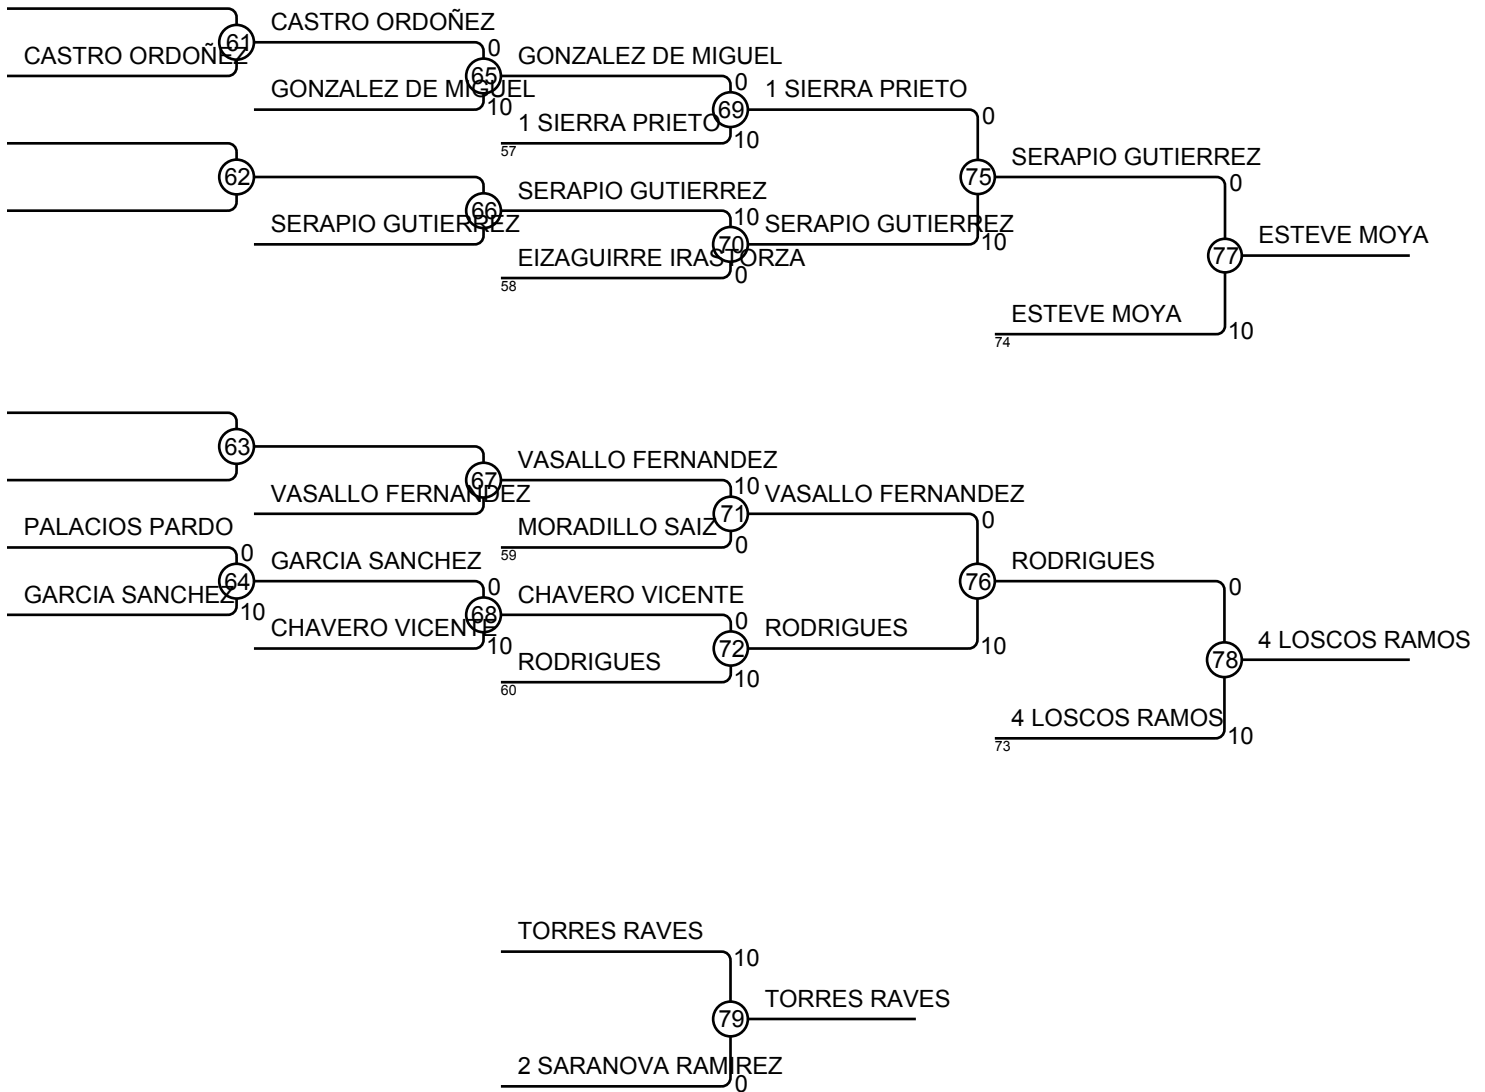 CASTRO ORDOÑEZ
61
CASTRO ORDOÑEZ
0
GONZALEZ DE MIGUEL
65
GONZALEZ DE MIGUEL
10
0
1 SIERRA PRIETO
69
1 SIERRA PRIETO
57
10
0
62
SERAPIO GUTIERREZ
75
SERAPIO GUTIERREZ
0
SERAPIO GUTIERREZ
66
10
SERAPIO GUTIERREZ
10
EIZAGUIRRE IRASTORZA
70
58
0
77
ESTEVE MOYA
ESTEVE MOYA
74
10
63
VASALLO FERNANDEZ
67
VASALLO FERNANDEZ
10
VASALLO FERNANDEZ
0
PALACIOS PARDO
0
MORADILLO SAIZ
71
59
0
64
GARCIA SANCHEZ
0
76
RODRIGUES
0
GARCIA SANCHEZ
10
CHAVERO VICENTE
68
CHAVERO VICENTE
0
10
RODRIGUES
72
RODRIGUES
10
60
10
78
4 LOSCOS RAMOS
4 LOSCOS RAMOS
73
10
TORRES RAVES
10
79
TORRES RAVES
2 SARANOVA RAMIREZ
0